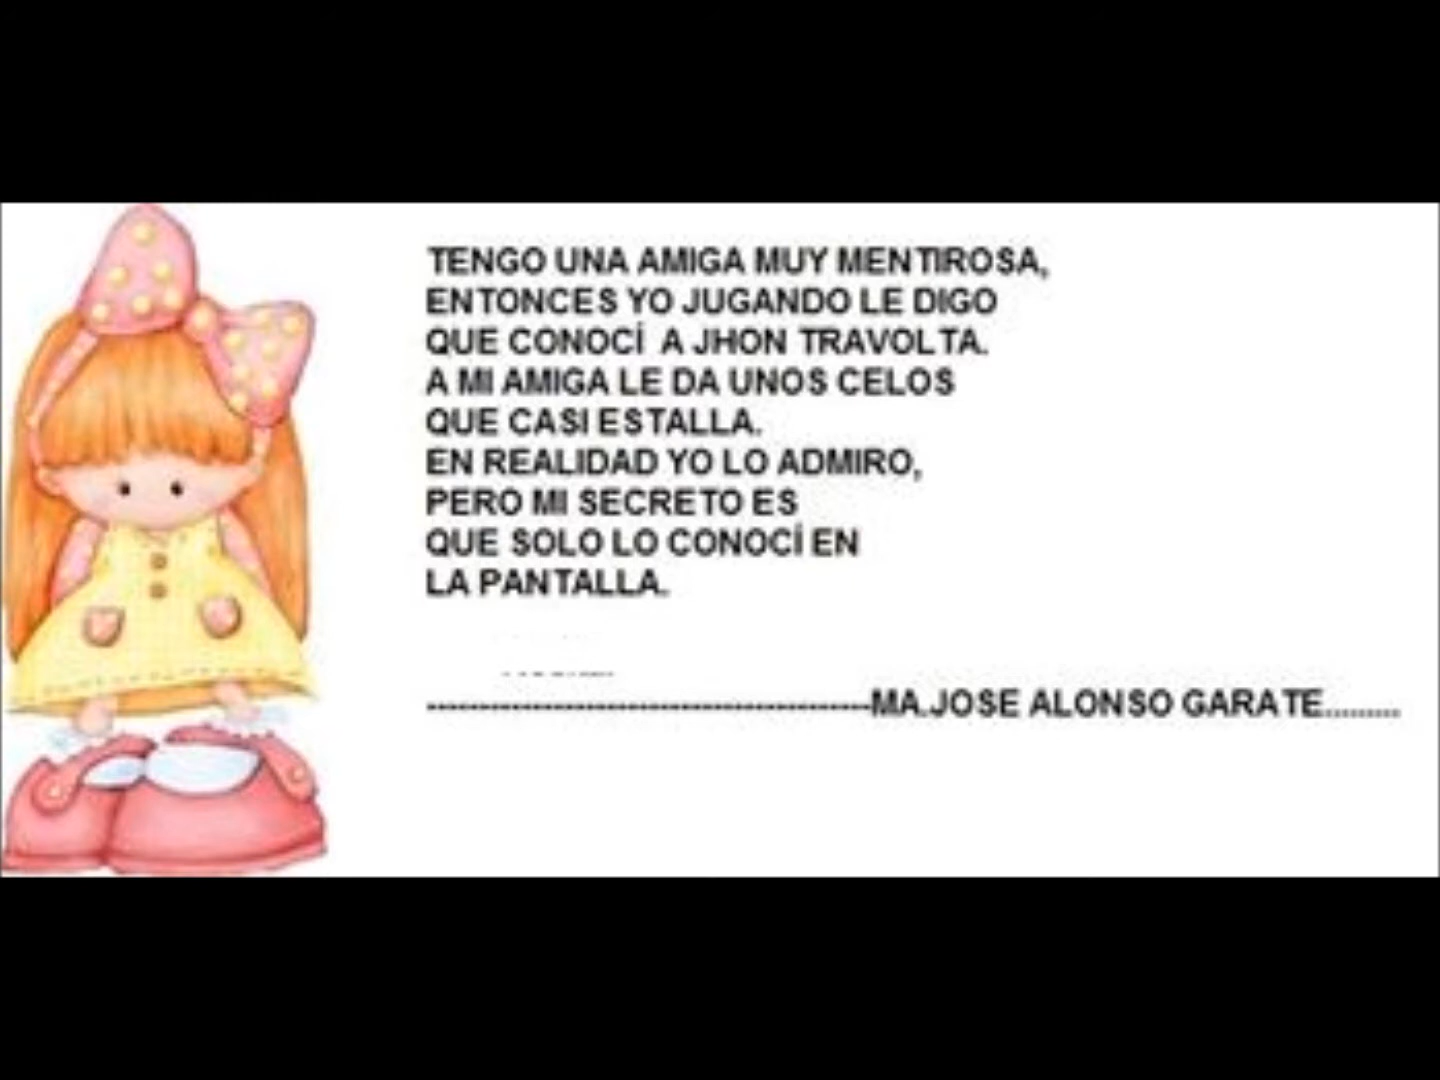 TENGO UNA AMIGA MUY MENTIROSA,
ENTONCES YO JUGANDO LE DIGO
QUE CONOCÍ A JHON TRAVOLTA.
A MI AMIGA LE DA UNOS CELOS
QUE CASI ESTALLA.
EN REALIDAD YO LO ADMIRO,
PERO MI SECRETO ES
QUE SOLO LO CONOCÍ EN
LA PANTALLA.
------------------------------------------MA.JOSE ALONSO GARATE.........